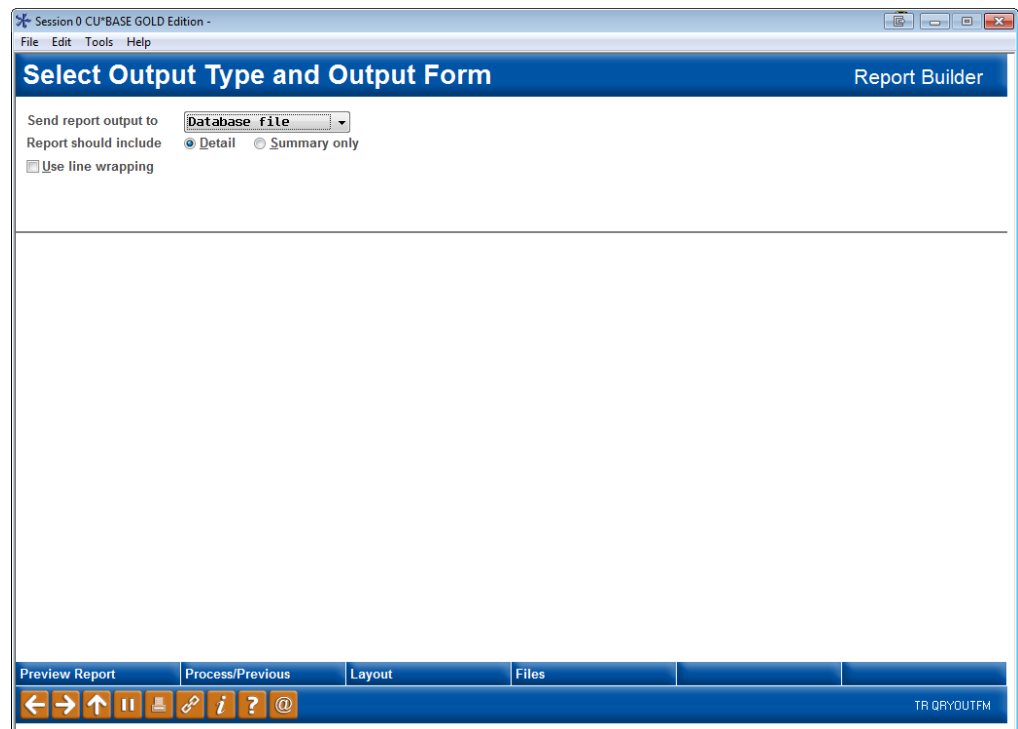 Session 0 CU*BASE GOLD Edition -
File Edit Tools Help
Select Output Type and Output Form
Report Builder
Send report output to Database file
Report should include Detail Summary only
Use line wrapping
Preview Report Process/Previous Layout Files
i ? @
TR QRYOUTFM